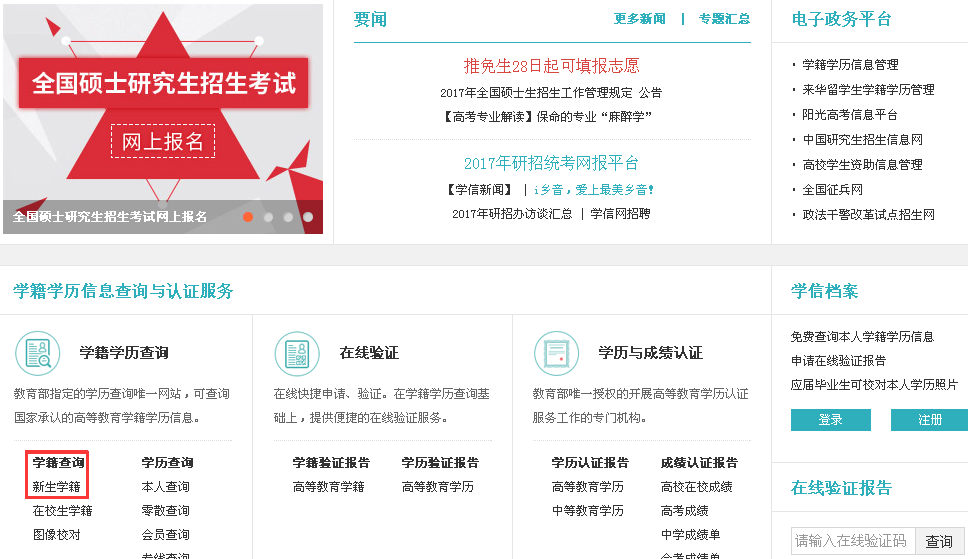 全国硕士研究生招生考试
网上报名
全国硕士研究生招生考试网上报名
要闻
更多新闻 | 专题汇总
推免生28日起可填报志愿
2017年全国硕士生招生工作管理规定 公告
【高考专业解读】保命的专业“麻醉学”
2017年研招统考网报平台
【学信新闻】 | i乡音，爱上最美乡音！
2017年研招办访谈汇总 | 学信网招聘
电子政务平台
· 学籍学历信息管理
· 来华留学生学籍学历管理
· 阳光高考信息平台
· 中国研究生招生信息网
· 高校学生资助信息管理
· 全国征兵网
· 政法干警改革试点招生网
学籍学历信息查询与认证服务
学籍学历查询
教育部指定的学历查询唯一网站，可查询
国家承认的高等教育学籍学历信息。
学籍查询
新生学籍
在校生学籍
图像校对
学历查询
本人查询
零散查询
会员查询
在线验证
在线快捷申请、验证。在学籍学历查询基
础上，提供便捷的在线验证服务。
学籍验证报告
高等教育学籍
学历验证报告
高等教育学历
学历与成绩认证
教育部唯一授权的开展高等教育学历认证
服务工作的专门机构。
学历认证报告
高等教育学历
中等教育学历
成绩认证报告
高校在校成绩
高考成绩
中学成绩单
学信档案
免费查询本人学籍学历信息
申请在线验证报告
应届毕业生可校对本人学历照片
登录
注册
在线验证报告
请输入在线验证码
查询